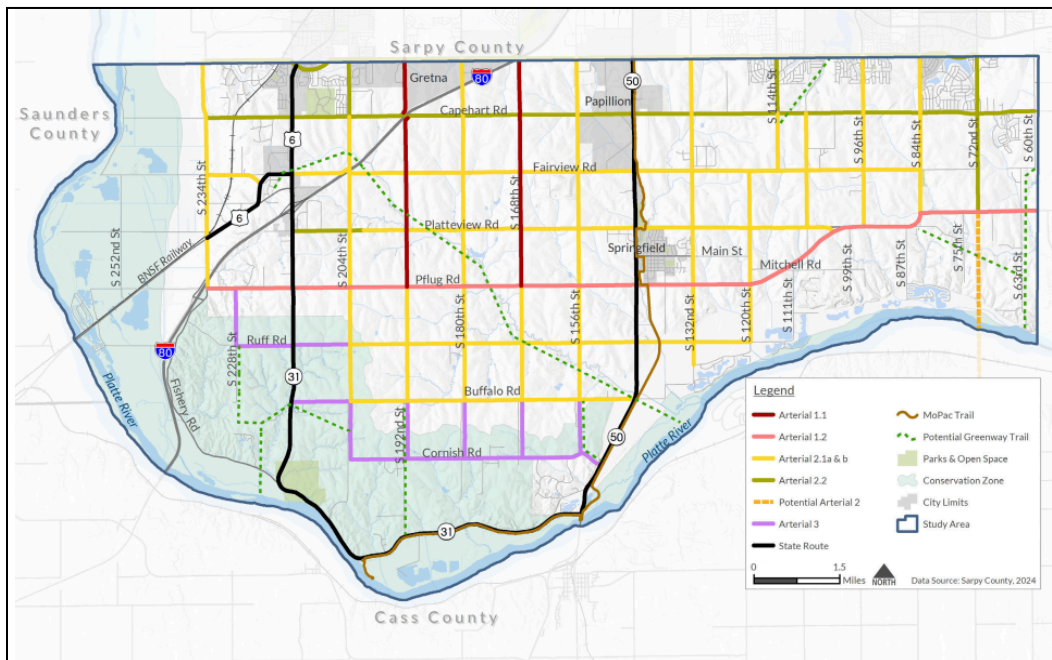 Sarpy County
Gretna
80
50
Saunders
County
Papillion
Capehart Rd
S 114th St
S 96th St
S 84th St
S 72nd St
S 60th St
6
Fairview Rd
S 234th St
6
S 204th St
Platteview Rd
S 168th St
Springfield
Main St
S 252nd St
BNSF Railway
Pflug Rd
Mitchell Rd
S 99th St
S 87th St
S 75th St
S 63rd St
S 180th St
S 156th St
S 132nd St
S 120th St
S 111th St
80
S 228th St
Ruff Rd
31
Fishery Rd
Platte River
Buffalo Rd
S 192nd St
Cornish Rd
50
Platte River
31
Cass County
Legend
Arterial 1.1
Arterial 1.2
Arterial 2.1a & b
Arterial 2.2
Potential Arterial 2
Arterial 3
State Route
MoPac Trail
Potential Greenway Trail
Parks & Open Space
Conservation Zone
City Limits
Study Area
0
1.5
Miles
NORTH
Data Source: Sarpy County, 2024